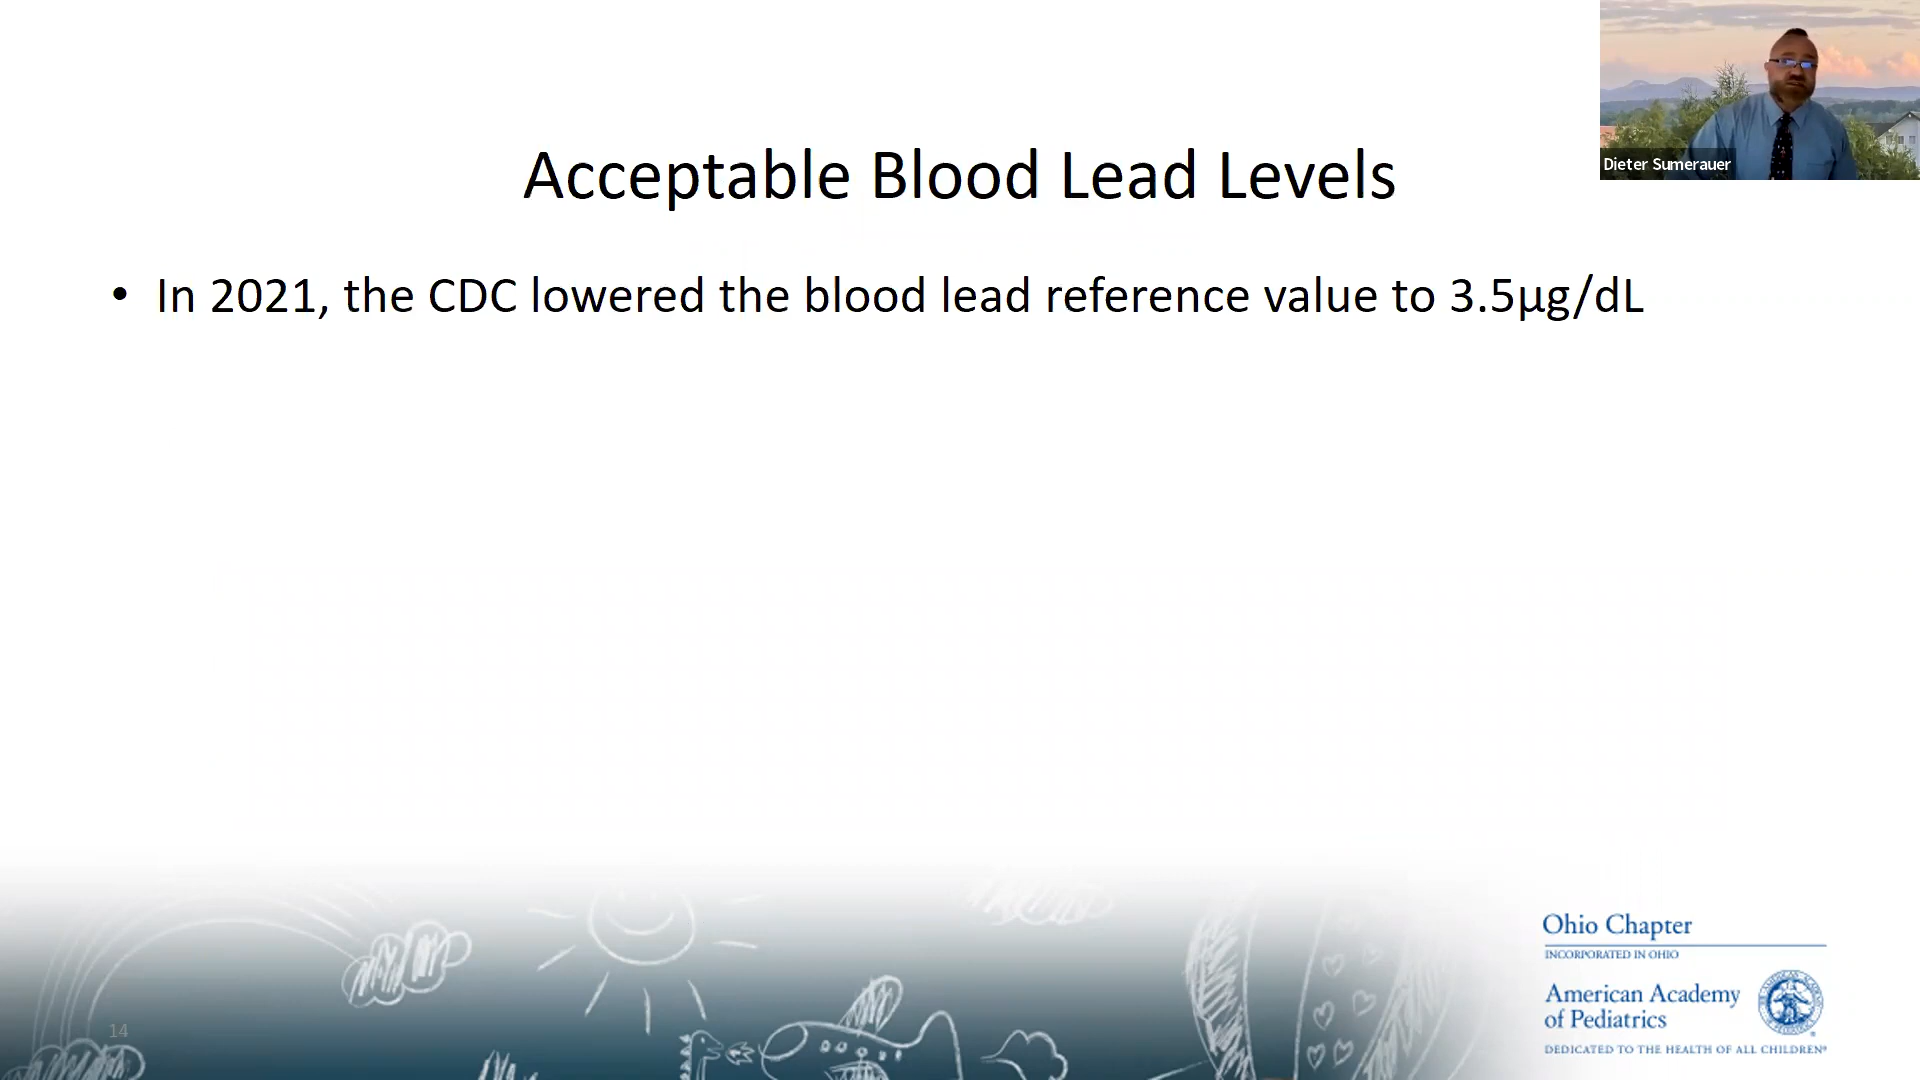 Dieter Sumerauer
Acceptable Blood Lead Levels
• In 2021, the CDC lowered the blood lead reference value to 3.5µg/dL
Ohio Chapter
INCORPORATED IN OHIO
American Academy
of Pediatrics
DEDICATED TO THE HEALTH OF ALL CHILDREN®
14